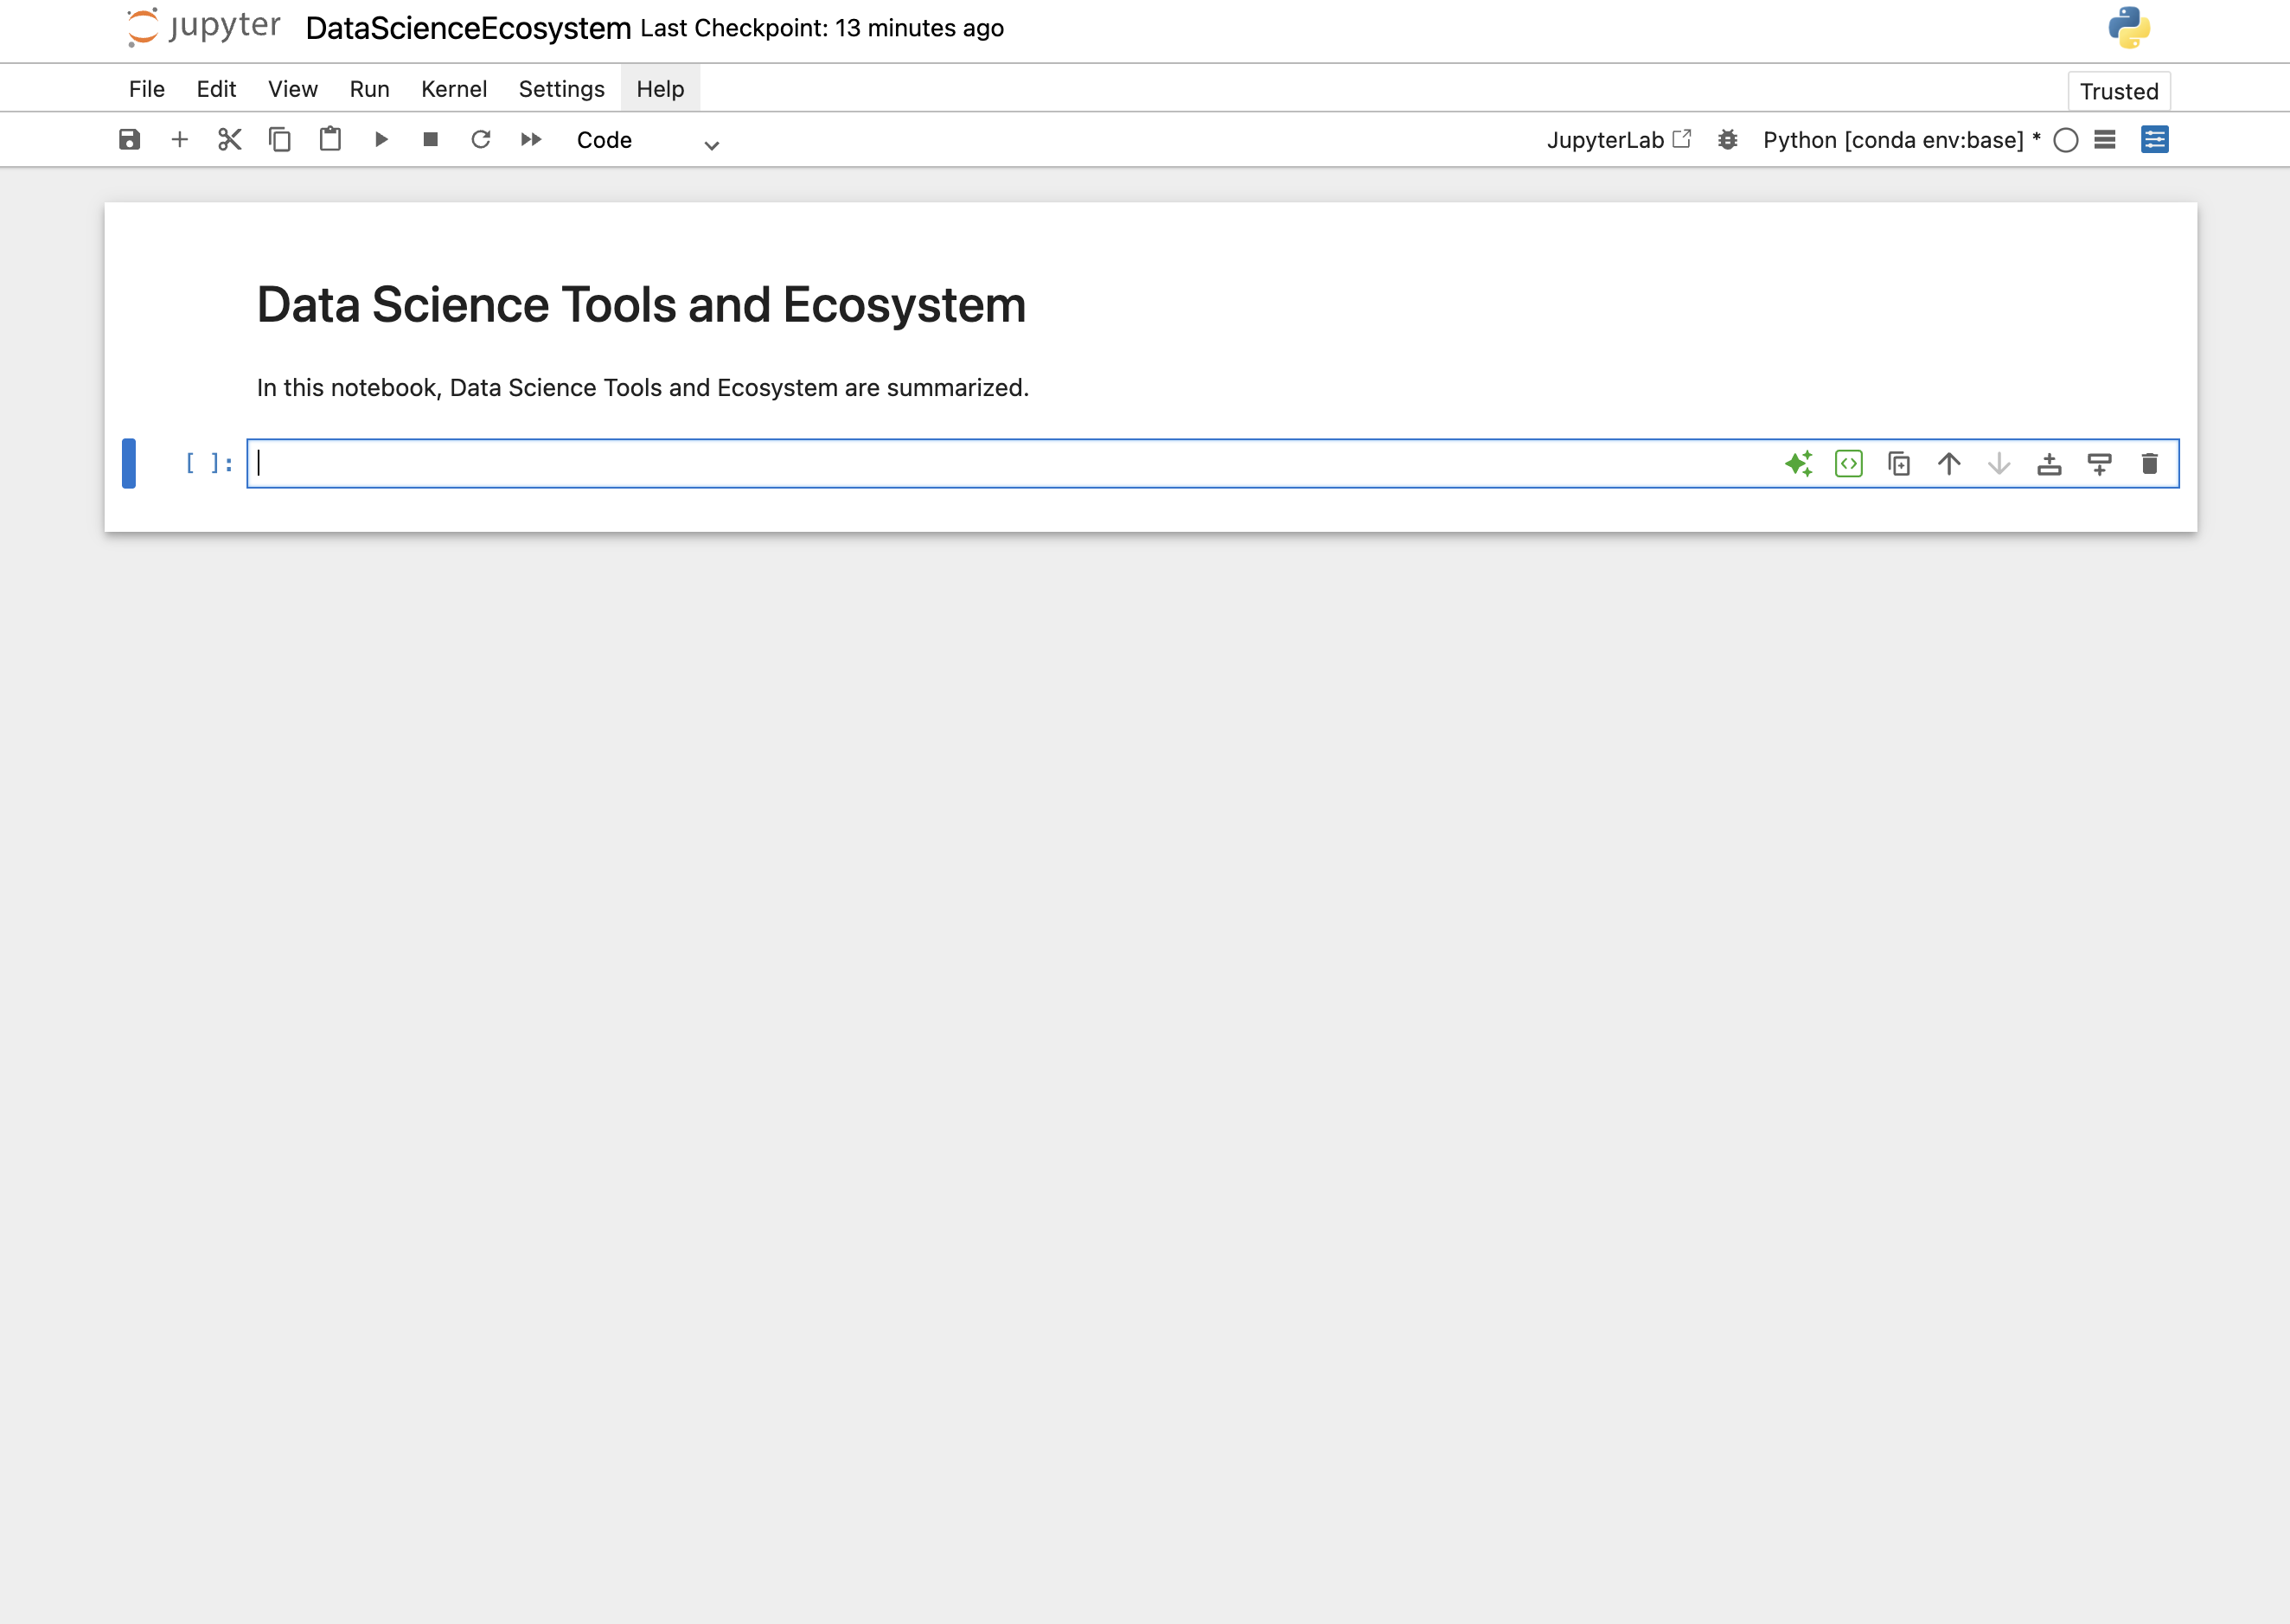 jupyter DataScienceEcosystem Last Checkpoint: 13 minutes ago
File Edit View Run Kernel Settings Help Trusted
Code JupyterLab Python [conda env:base] *
Data Science Tools and Ecosystem
In this notebook, Data Science Tools and Ecosystem are summarized.
[ ]: